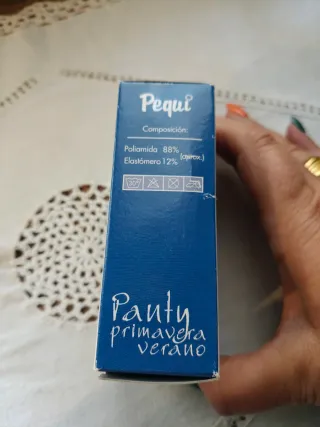 Pequi
Composición:
Poliamida 88%
Elastómero 12% (aprox.)
Panty
primavera
verano